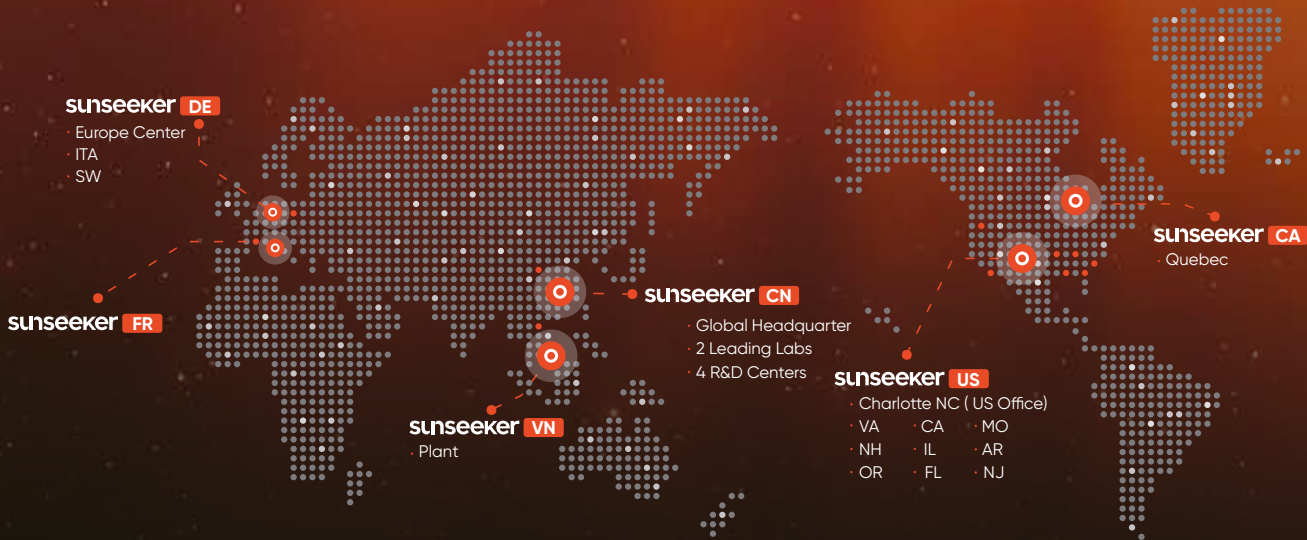 sunseeker DE
· Europe Center
· ITA
· SW
sunseeker FR
sunseeker CN
· Global Headquarter
· 2 Leading Labs
· 4 R&D Centers
sunseeker VN
· Plant
sunseeker CA
· Quebec
sunseeker US
· Charlotte NC ( US Office)
· VA · CA · MO
· NH · IL · AR
· OR · FL · NJ